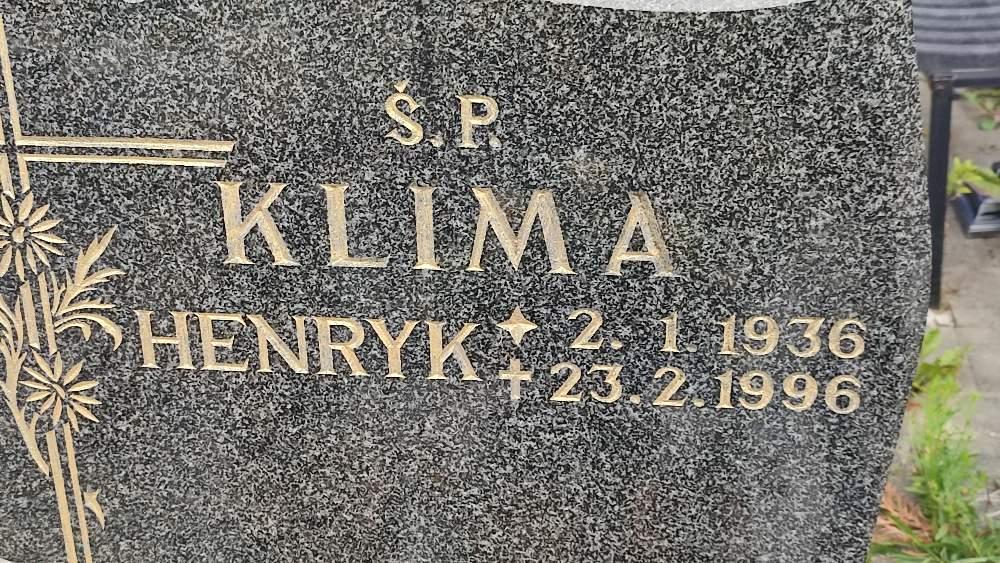 Ś.P.
KLIMA
HENRYK ✦ 2. 1. 1936
✝ 23.2.1996